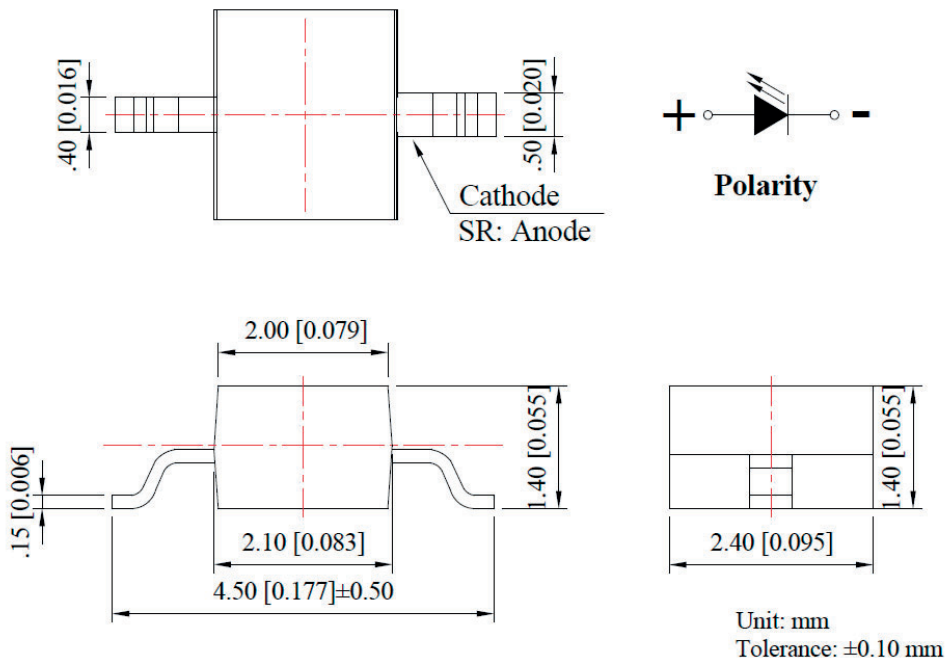 .40 [0.016]
.50 [0.020]
Cathode
SR: Anode
+
-
Polarity
2.00 [0.079]
.15 [0.006]
1.40 [0.055]
2.10 [0.083]
4.50 [0.177]±0.50
1.40 [0.055]
2.40 [0.095]
Unit: mm
Tolerance: ±0.10 mm